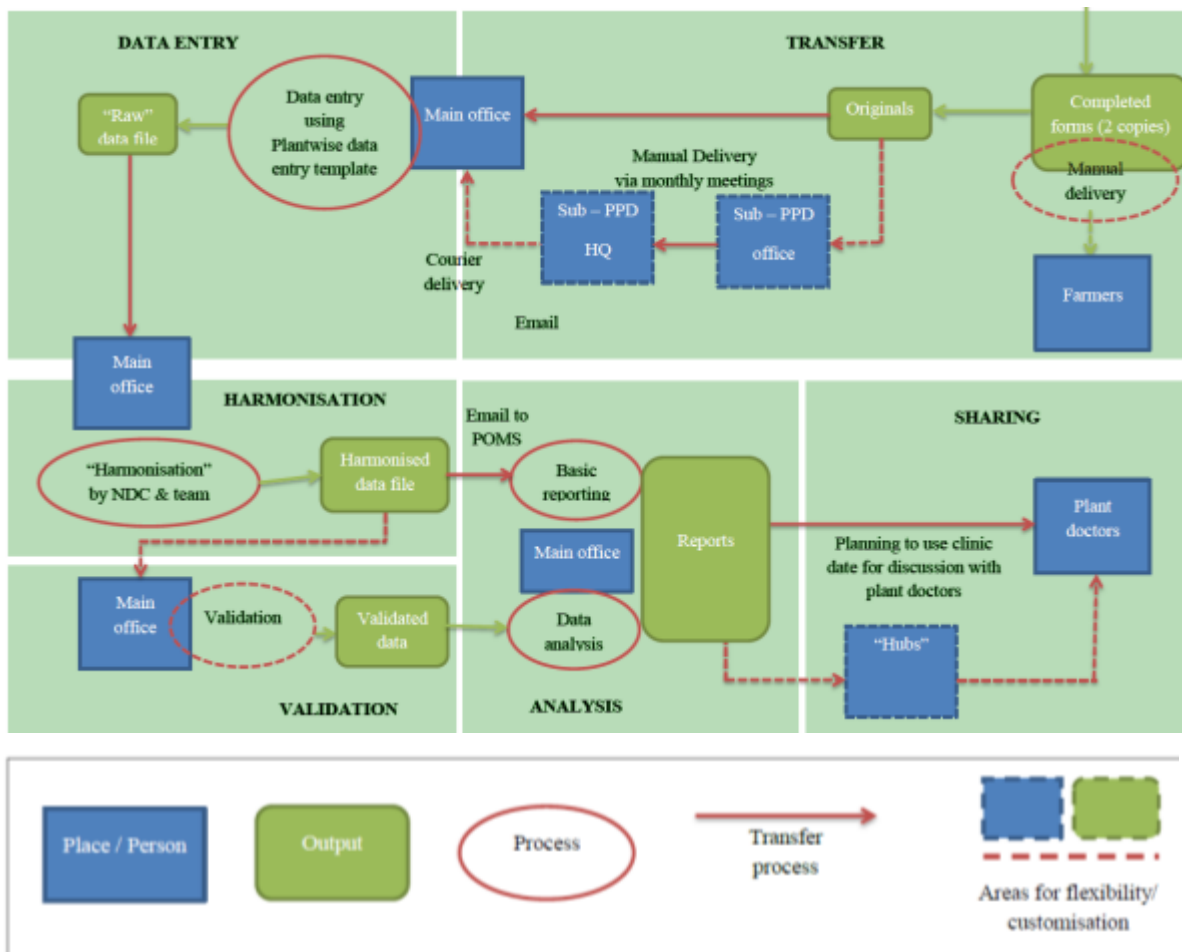 DATA ENTRY
TRANSFER
"Raw"
data file
Data entry
using
Plantwise data
entry template
Main office
Originals
Completed
forms (2 copies)
Manual
delivery
Manual Delivery
via monthly meetings
Sub – PPD
HQ
Sub – PPD
office
Courier
delivery
Email
Farmers
Main
office
HARMONISATION
"Harmonisation"
by NDC & team
Harmonised
data file
Email to
POMS
Basic
reporting
Main office
Data
analysis
Reports
SHARING
Plant
doctors
Planning to use clinic
date for discussion with
plant doctors
"Hubs"
Main
office
Validation
Validated
data
VALIDATION
ANALYSIS
Place / Person
Output
Process
Transfer
process
Areas for flexibility/
customisation